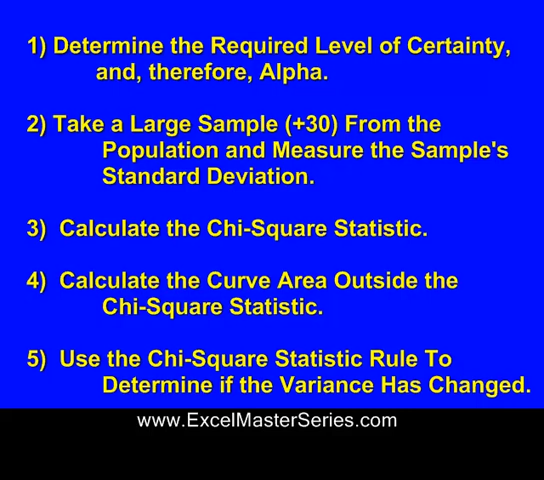 1) Determine the Required Level of Certainty,
and, therefore, Alpha.
2) Take a Large Sample (+30) From the
Population and Measure the Sample's
Standard Deviation.
3) Calculate the Chi-Square Statistic.
4) Calculate the Curve Area Outside the
Chi-Square Statistic.
5) Use the Chi-Square Statistic Rule To
Determine if the Variance Has Changed.
www.ExcelMasterSeries.com